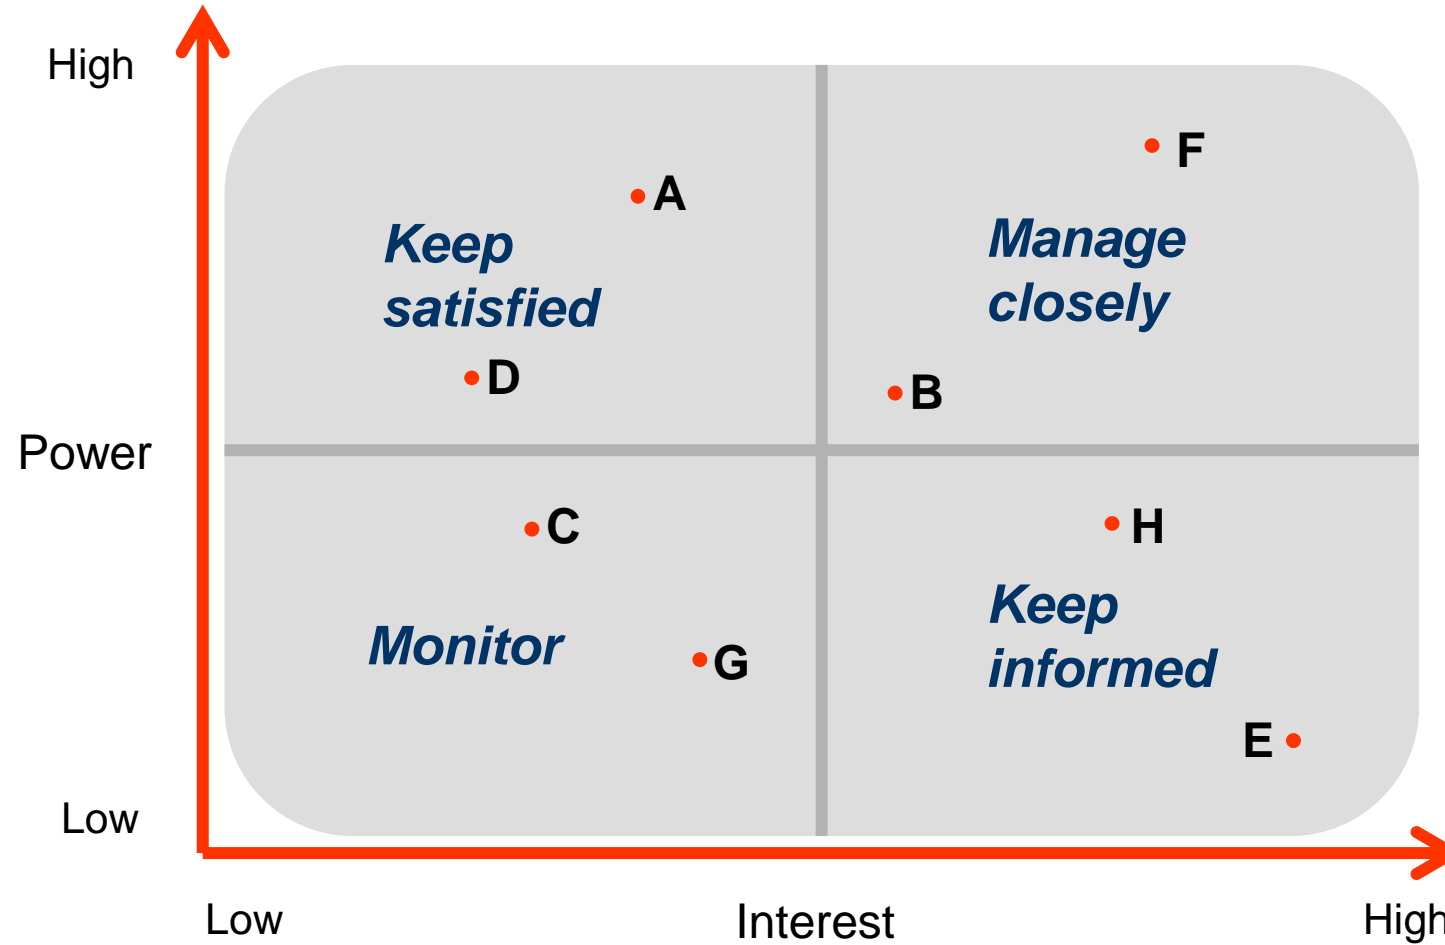 High
F
A
Manage
closely
Keep
satisfied
D
B
Power
C
H
Keep
informed
Monitor
G
E
Low
Low
Interest
High